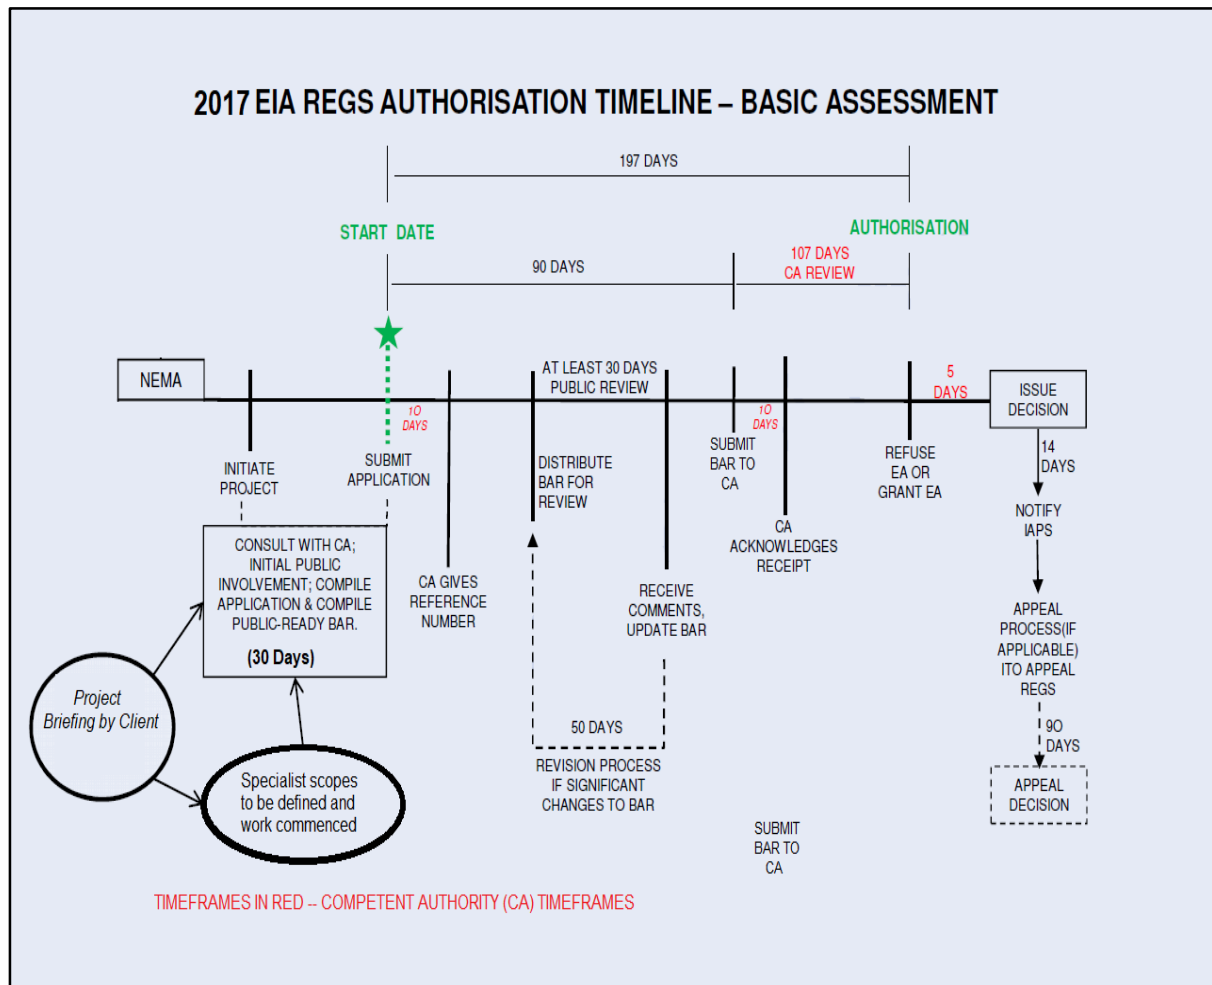 2017 EIA REGS AUTHORISATION TIMELINE – BASIC ASSESSMENT
197 DAYS
START DATE
AUTHORISATION
90 DAYS
107 DAYS
CA REVIEW
NEMA
AT LEAST 30 DAYS
PUBLIC REVIEW
5
DAYS
ISSUE
DECISION
10
DAYS
10
DAYS
INITIATE
PROJECT
SUBMIT
APPLICATION
DISTRIBUTE
BAR FOR
REVIEW
SUBMIT
BAR TO
CA
REFUSE
EA OR
GRANT EA
14
DAYS
NOTIFY
IAPS
CONSULT WITH CA;
INITIAL PUBLIC
INVOLVEMENT; COMPILE
APPLICATION & COMPILE
PUBLIC-READY BAR.
(30 Days)
CA GIVES
REFERENCE
NUMBER
RECEIVE
COMMENTS,
UPDATE BAR
CA
ACKNOWLEDGES
RECEIPT
APPEAL
PROCESS(IF
APPLICABLE)
ITO APPEAL
REGS
Project
Briefing by Client
50 DAYS
REVISION PROCESS
IF SIGNIFICANT
CHANGES TO BAR
90
DAYS
APPEAL
DECISION
Specialist scopes
to be defined and
work commenced
SUBMIT
BAR TO
CA
TIMEFRAMES IN RED -- COMPETENT AUTHORITY (CA) TIMEFRAMES